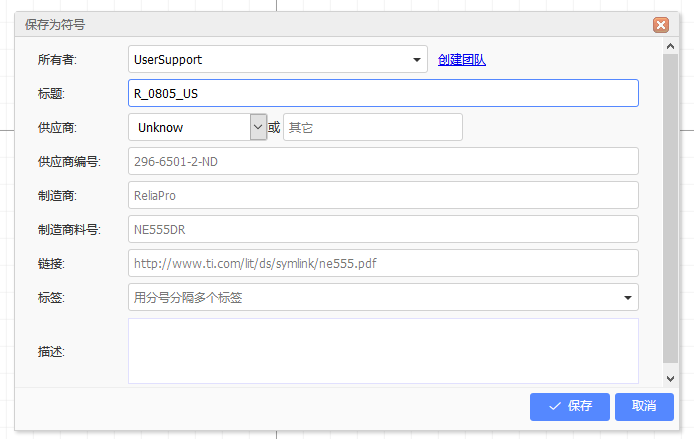 保存为符号
所有者: UserSupport 创建团队
标题: R_0805_US
供应商: Unknow 或 其它
供应商编号: 296-6501-2-ND
制造商: ReliaPro
制造商料号: NE555DR
链接: http://www.ti.com/lit/ds/symlink/ne555.pdf
标签: 用分号分隔多个标签
描述:
保存 取消